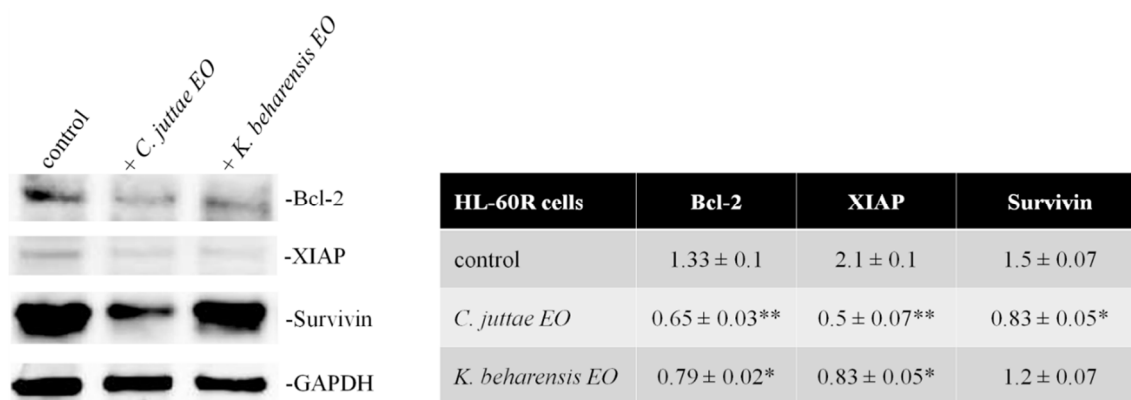 control
+ C. juttae EO
+ K. beharensis EO
-Bcl-2
-XIAP
-Survivin
-GAPDH
HL-60R cells Bcl-2 XIAP Survivin
control 1.33 ± 0.1 2.1 ± 0.1 1.5 ± 0.07
C. juttae EO 0.65 ± 0.03** 0.5 ± 0.07** 0.83 ± 0.05*
K. beharensis EO 0.79 ± 0.02* 0.83 ± 0.05* 1.2 ± 0.07